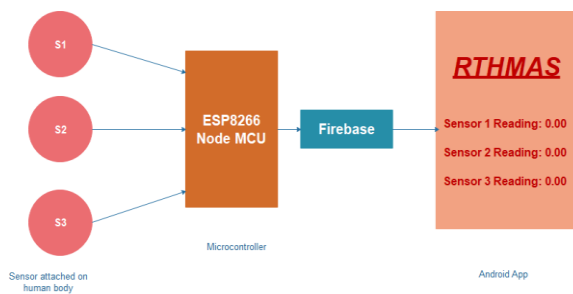 S1
S2
S3
Sensor attached on
human body
ESP8266
Node MCU
Microcontroller
Firebase
RTHMAS
Sensor 1 Reading: 0.00
Sensor 2 Reading: 0.00
Sensor 3 Reading: 0.00
Android App